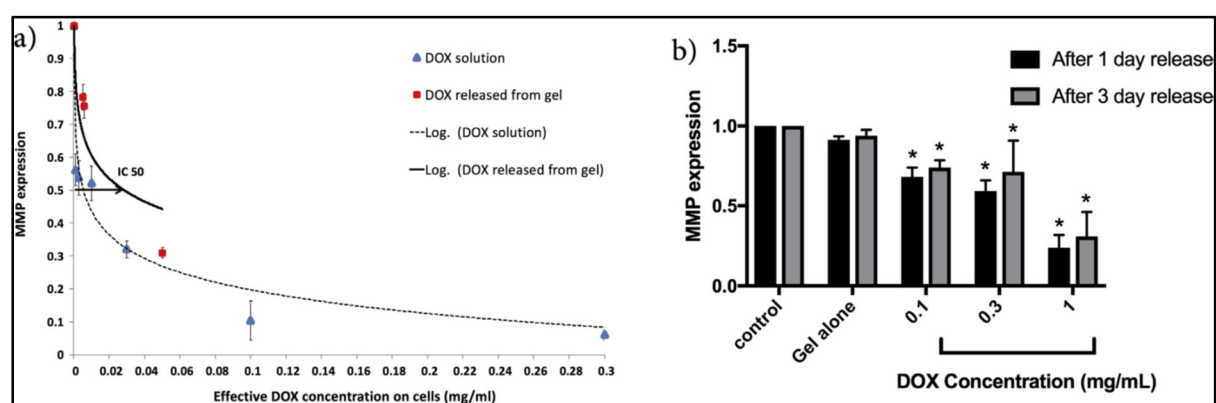 a)
1
0.9
0.8
0.7
0.6
0.5
0.4
0.3
0.2
0.1
0
MMP expression
DOX solution
DOX released from gel
Log. (DOX solution)
Log. (DOX released from gel)
IC 50
0 0.02 0.04 0.06 0.08 0.1 0.12 0.14 0.16 0.18 0.2 0.22 0.24 0.26 0.28 0.3
Effective DOX concentration on cells (mg/ml)
b)
1.5
1.0
0.5
0.0
MMP expression
After 1 day release
After 3 day release
* * * * * *
control Gel alone 0.1 0.3 1
DOX Concentration (mg/mL)